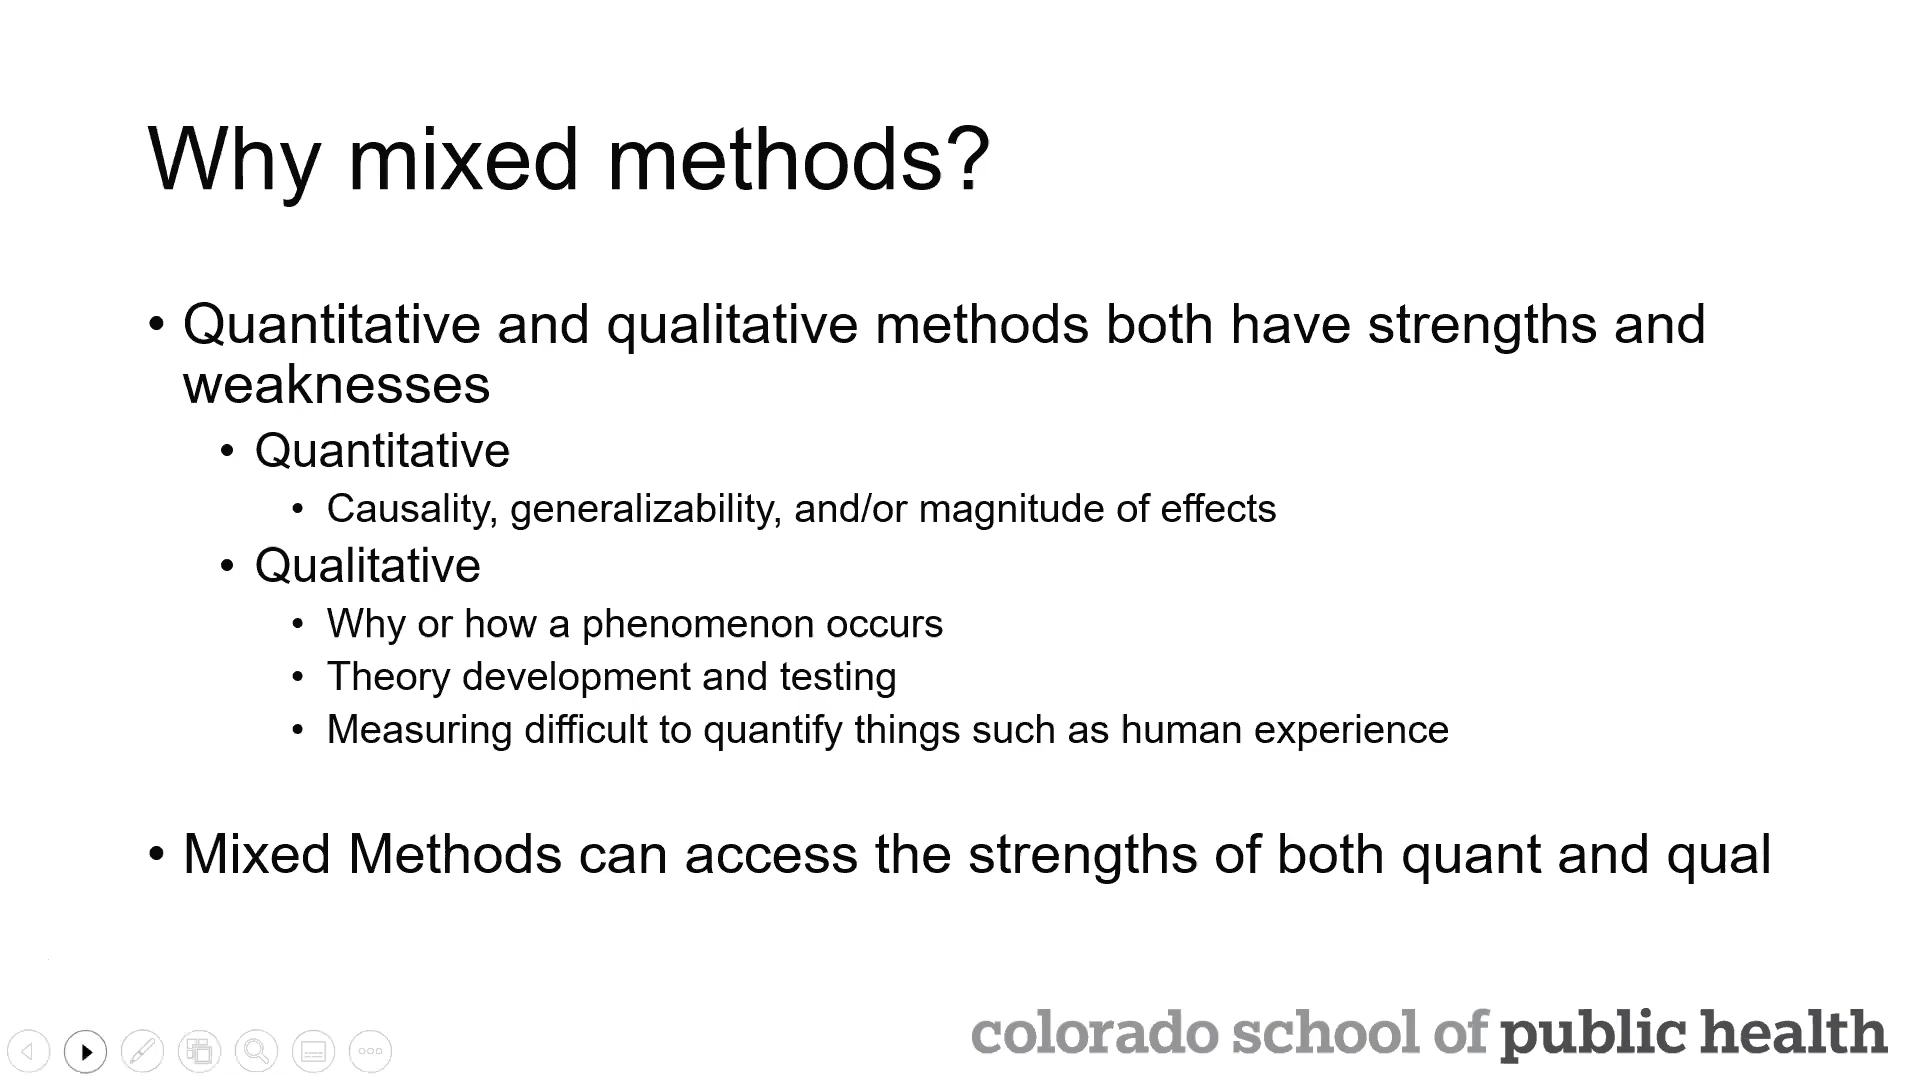 Why mixed methods?
• Quantitative and qualitative methods both have strengths and
weaknesses
• Quantitative
• Causality, generalizability, and/or magnitude of effects
• Qualitative
• Why or how a phenomenon occurs
• Theory development and testing
• Measuring difficult to quantify things such as human experience
• Mixed Methods can access the strengths of both quant and qual
colorado school of public health